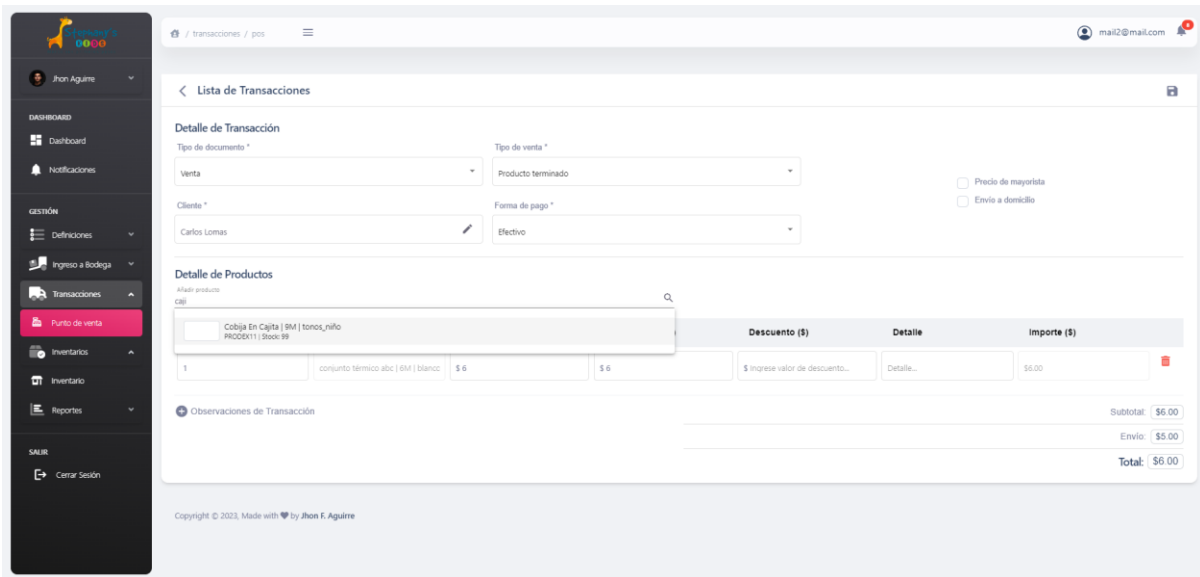 / transacciones / pos
mail2@mail.com
4
Jhon Aguirre
DASHBOARD
Dashboard
Notificaciones
GESTIÓN
Definiciones
Ingreso a Bodega
Transacciones
Punto de venta
Inventarios
Inventario
Reportes
SALIR
Cerrar Sesión
Lista de Transacciones
Detalle de Transacción
Tipo de documento *
Tipo de venta *
Venta
Producto terminado
Precio de mayorista
Envío a domicilio
Cliente *
Forma de pago *
Carlos Lomas
Efectivo
Detalle de Productos
Añadir producto
caji
Cobija En Cajita | 9M | tonos_niño
PRODEX11 | Stock: 99
Descuento ($) Detalle Importe ($)
1 conjunto térmico abc | 6M | blancc $ 6 $ 6 $ Ingrese valor de descuento... Detalle... $6.00
Observaciones de Transacción
Subtotal: $6.00
Envío: $5.00
Total: $6.00
Copyright © 2023, Made with by Jhon F. Aguirre